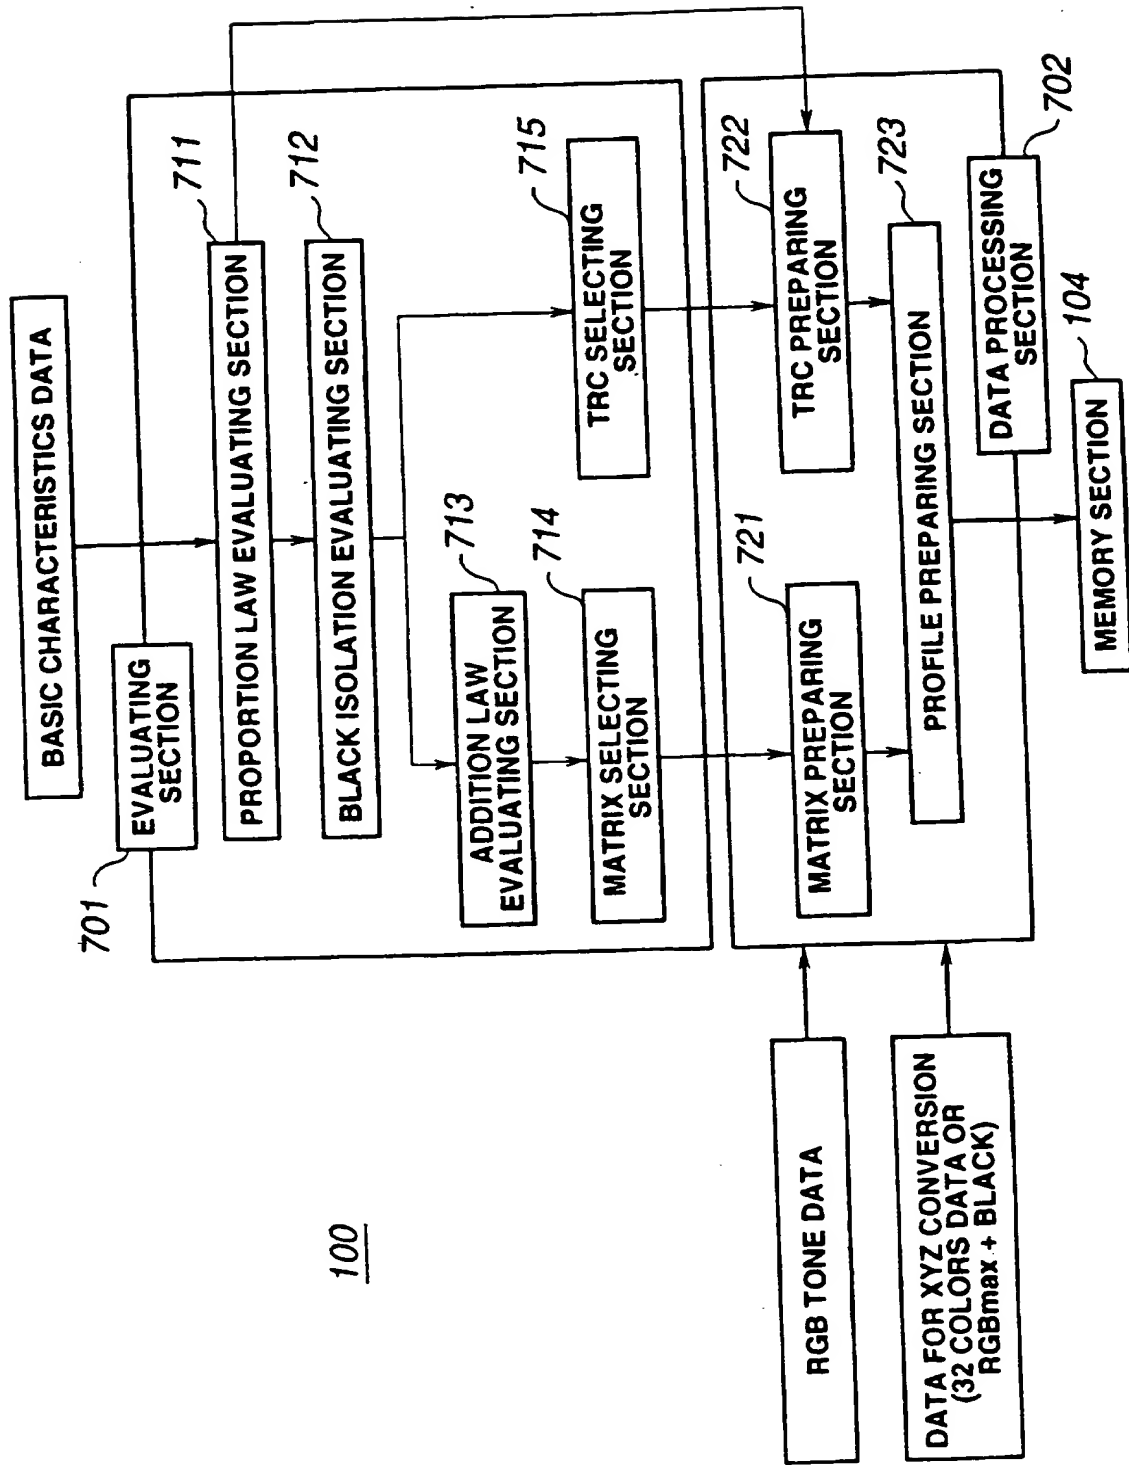 BASIC CHARACTERISTICS DATA
701
EVALUATING
SECTION
711
PROPORTION LAW EVALUATING SECTION
712
BLACK ISOLATION EVALUATING SECTION
713
ADDITION LAW
EVALUATING SECTION
714
MATRIX SELECTING
SECTION
715
TRC SELECTING
SECTION
721
MATRIX PREPARING
SECTION
722
TRC PREPARING
SECTION
723
PROFILE PREPARING SECTION
702
DATA PROCESSING
SECTION
104
MEMORY SECTION
100
RGB TONE DATA
DATA FOR XYZ CONVERSION
(32 COLORS DATA OR
RGBmax + BLACK)